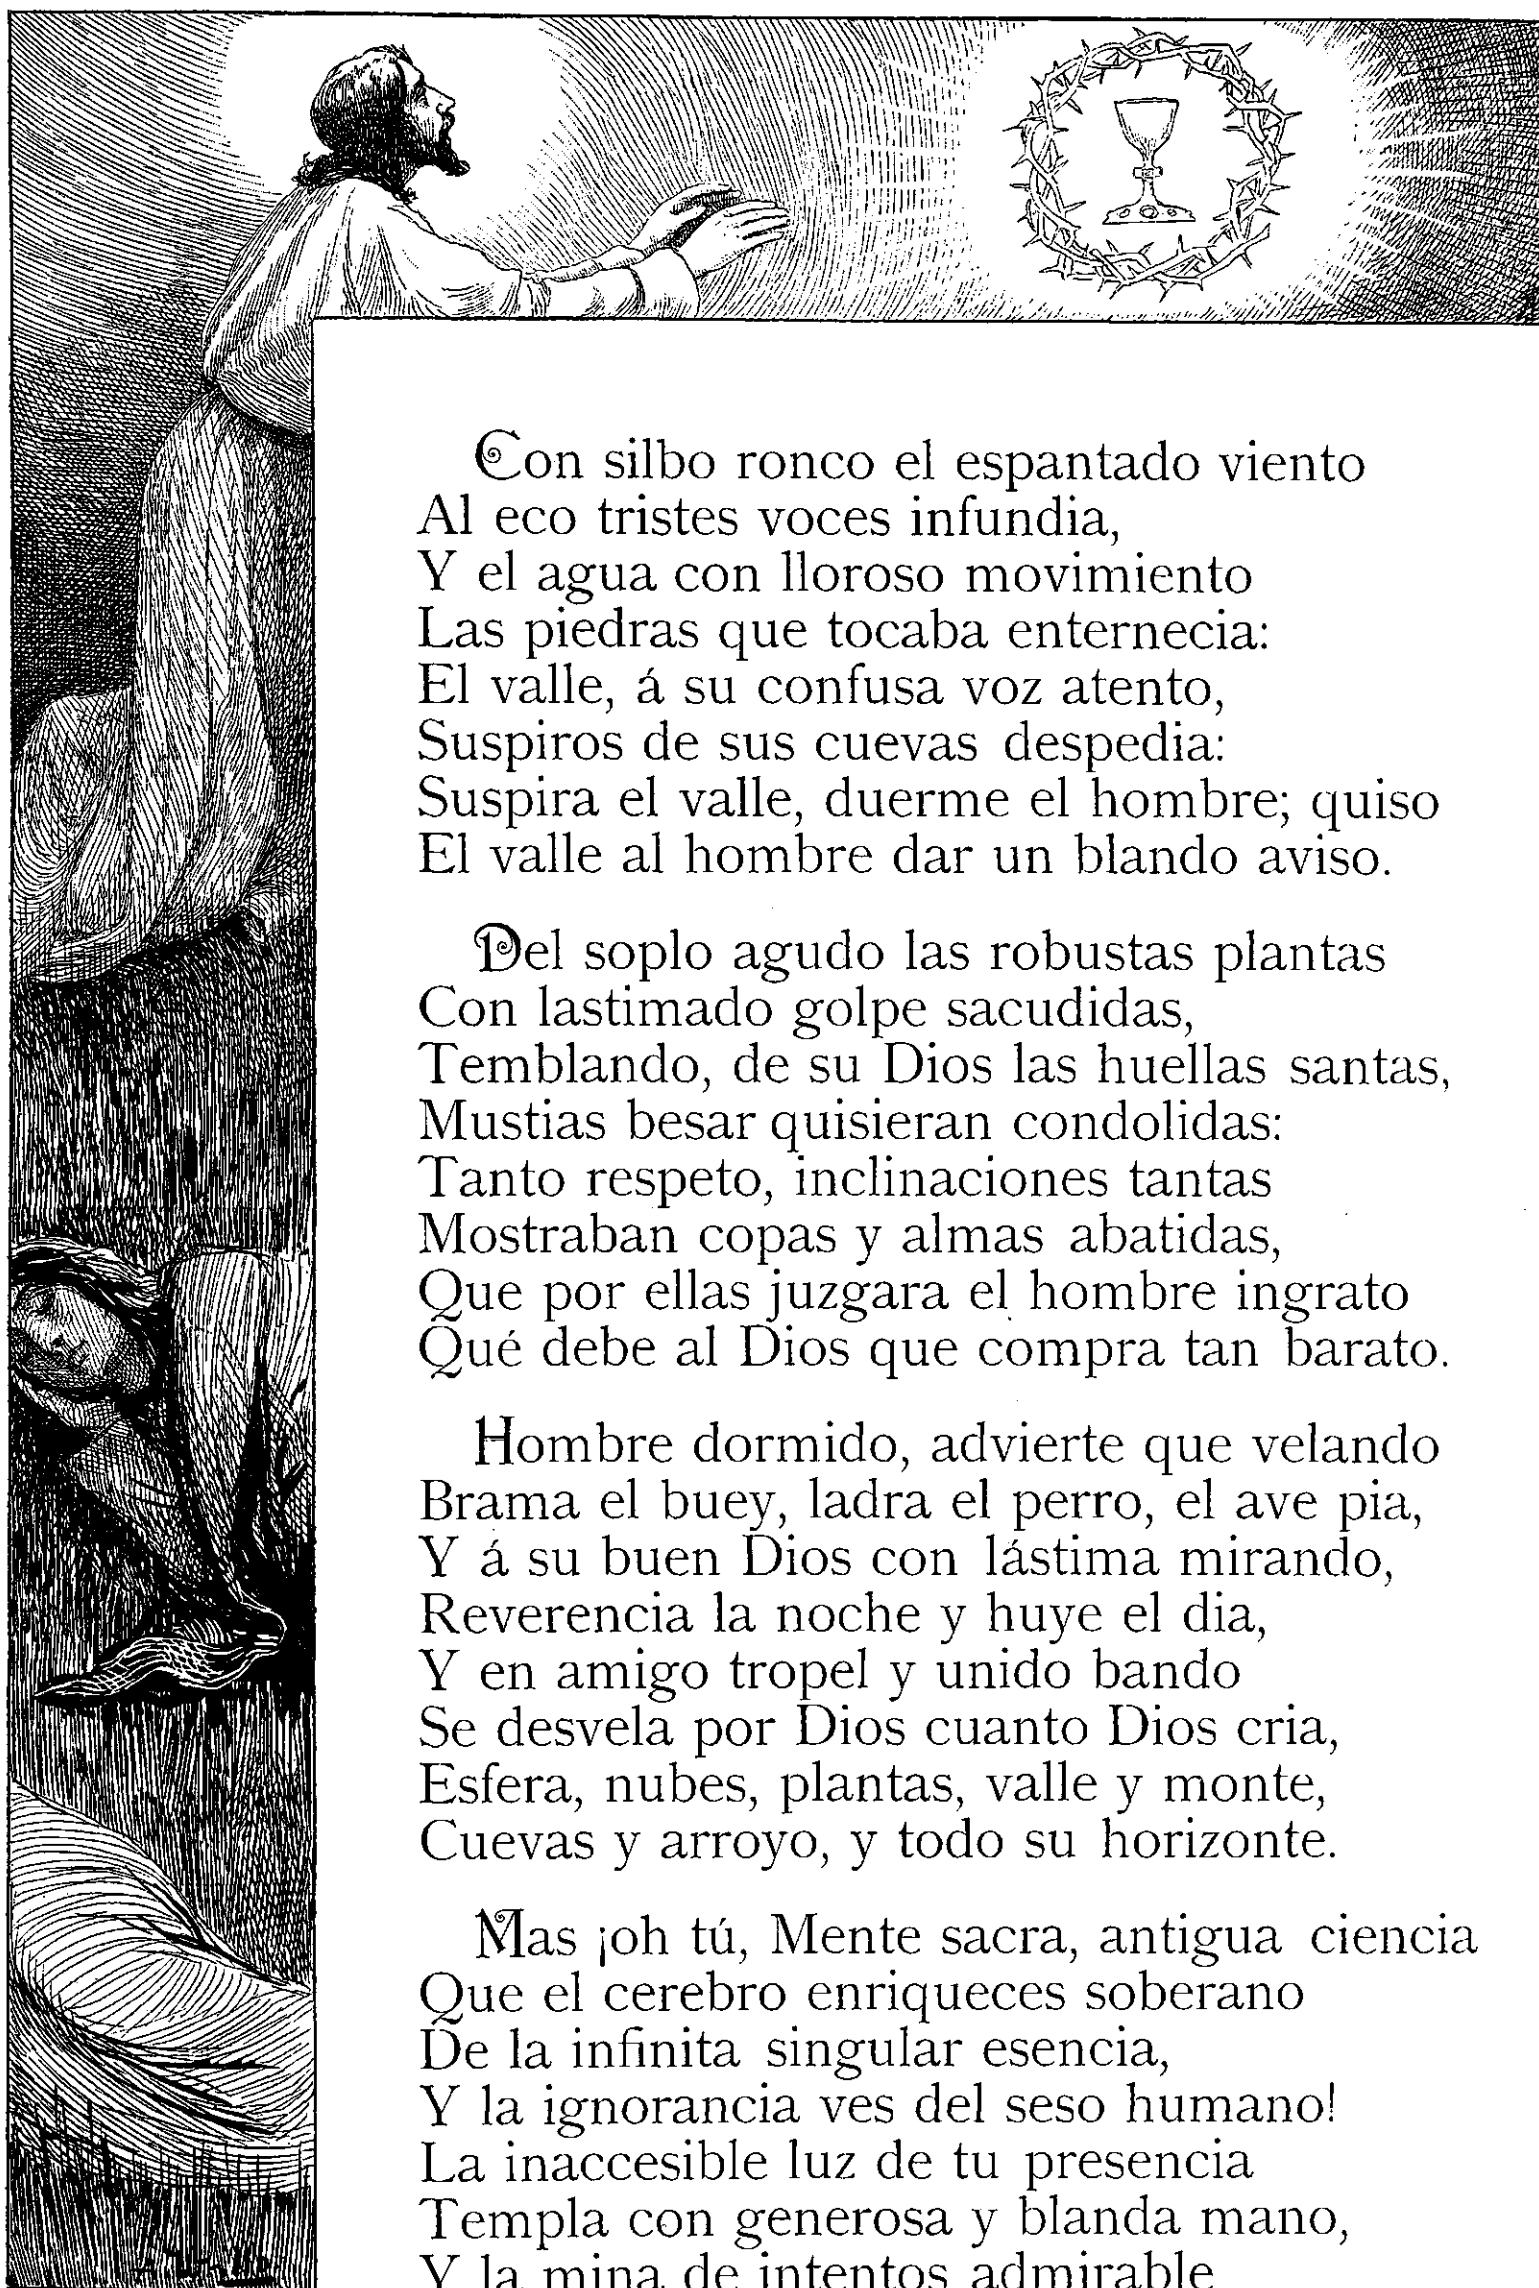 Con silbo ronco el espantado viento
Al eco tristes voces infundia,
Y el agua con lloroso movimiento
Las piedras que tocaba enternecia:
El valle, á su confusa voz atento,
Suspiros de sus cuevas despedia:
Suspira el valle, duerme el hombre; quiso
El valle al hombre dar un blando aviso.
Del soplo agudo las robustas plantas
Con lastimado golpe sacudidas,
Temblando, de su Dios las huellas santas,
Mustias besar quisieran condolidas:
Tanto respeto, inclinaciones tantas
Mostraban copas y almas abatidas,
Que por ellas juzgara el hombre ingrato
Qué debe al Dios que compra tan barato.
Hombre dormido, advierte que velando
Brama el buey, ladra el perro, el ave pia,
Y á su buen Dios con lástima mirando,
Reverencia la noche y huye el dia,
Y en amigo tropel y unido bando
Se desvela por Dios cuanto Dios cria,
Esfera, nubes, plantas, valle y monte,
Cuevas y arroyo, y todo su horizonte.
Mas ¡oh tú, Mente sacra, antigua ciencia
Que el cerebro enriqueces soberano
De la infinita singular esencia,
Y la ignorancia ves del seso humano!
La inaccesible luz de tu presencia
Templa con generosa y blanda mano,
Y la mina de intentos admirable